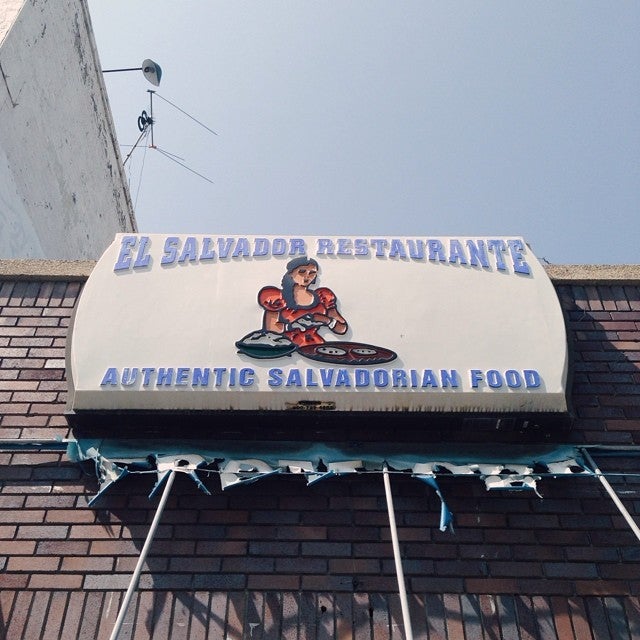 EL SALVADOR RESTAURANTE
AUTHENTIC SALVADORIAN FOOD